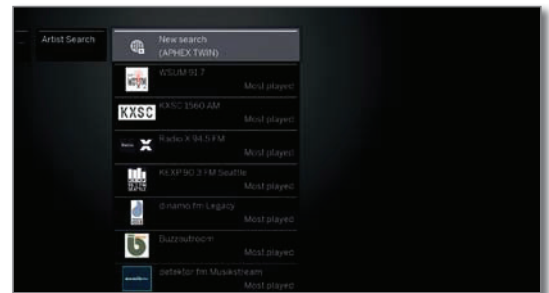 Artist Search
New search
(APHEX TWIN)
WSUM 91.7
Most played
KXSC
KXSC 1560 AM
Most played
X
Radio X 94.5 FM
Most played
KEXP 90.3 FM Seattle
Most played
dinamo.fm Legacy
Most played
b
Buzzoutroom
Most played
detektor.fm Musikstream
Most played